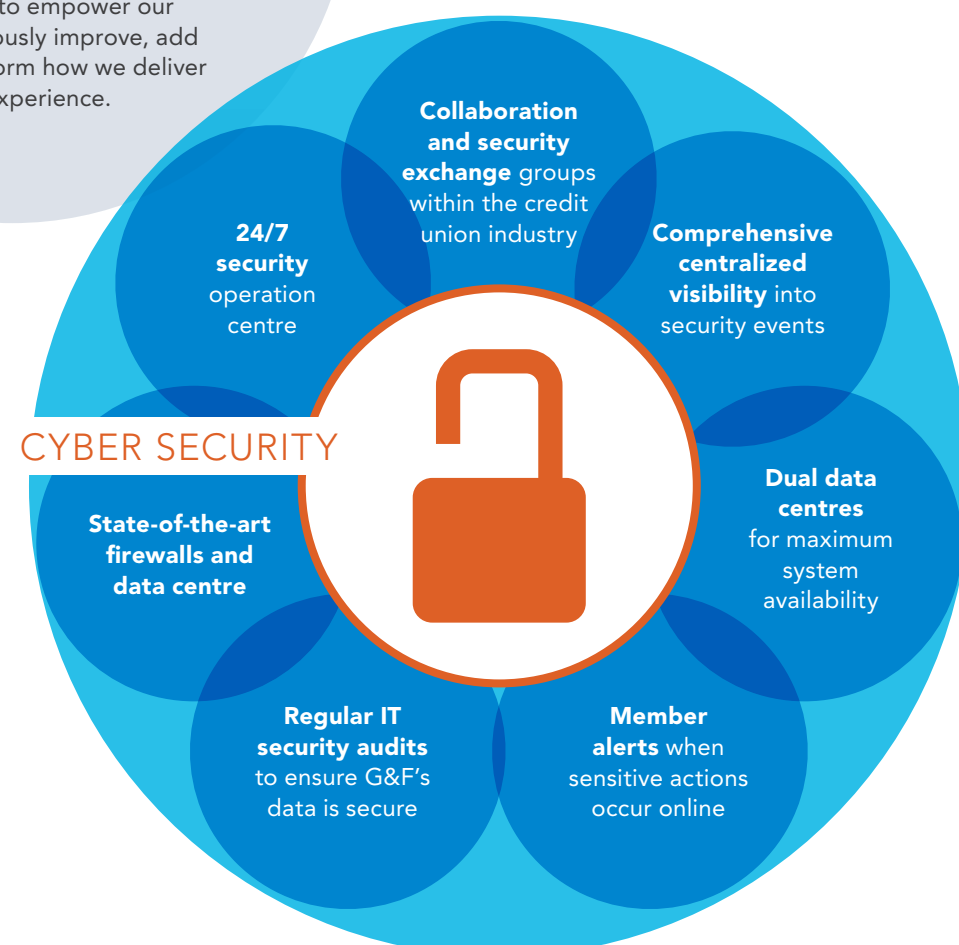 to empower our
ously improve, add
orm how we deliver
experience.
Collaboration
and security
exchange groups
within the credit
union industry
Comprehensive
centralized
visibility into
security events
Dual data
centres
for maximum
system
availability
Member
alerts when
sensitive actions
occur online
Regular IT
security audits
to ensure G&F's
data is secure
State-of-the-art
firewalls and
data centre
24/7
security
operation
centre
CYBER SECURITY